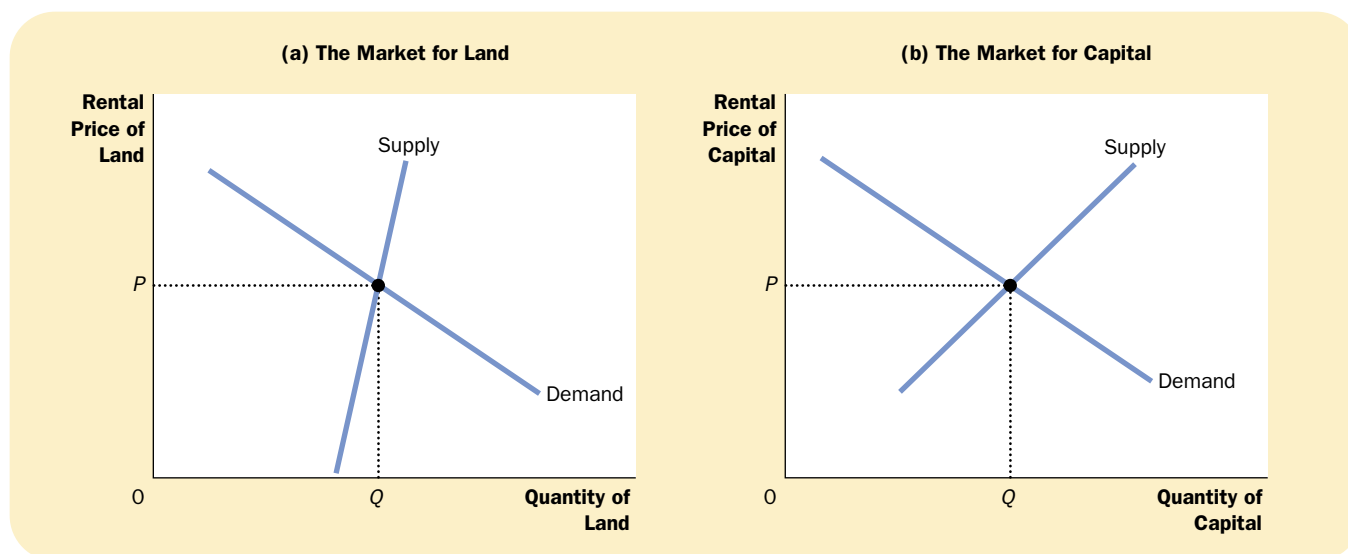 (a) The Market for Land
Rental
Price of
Land
Supply
P
Demand
0
Q
Quantity of
Land
(b) The Market for Capital
Rental
Price of
Capital
Supply
P
Demand
0
Q
Quantity of
Capital